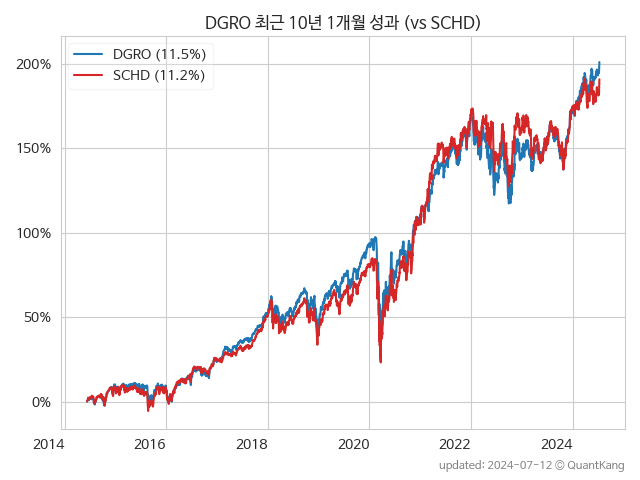 DGRO 최근 10년 1개월 성과 (vs SCHD)
DGRO (11.5%)
SCHD (11.2%)
200%
150%
100%
50%
0%
2014 2016 2018 2020 2022 2024
updated: 2024-07-12 © QuantKang